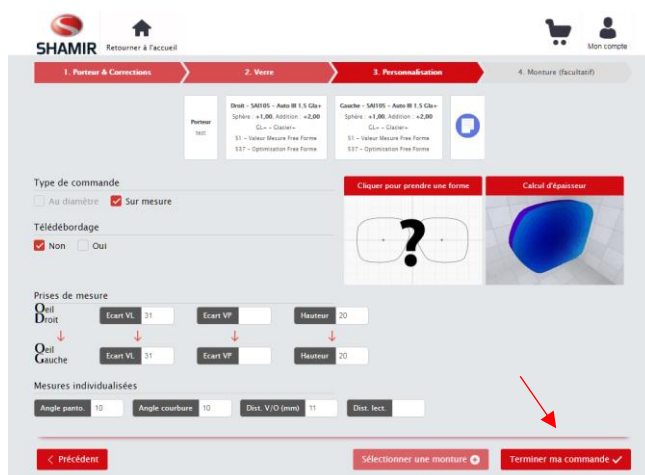 SHAMIR
Retourner à l'accueil
Mon compte
1. Porteur & Corrections
2. Verre
3. Personnalisation
4. Monture (facultatif)
Porteur
test
Droit - SAI105 - Auto III 1.5 Gla+
Sphère : +1,00, Addition : +2,00
GL+ - Glacier+
S1 - Valeur Mesure Free Forme
S37 - Optimisation Free Forme
Gauche - SAI105 - Auto III 1.5 Gla+
Sphère : +1,00, Addition : +2,00
GL+ - Glacier+
S1 - Valeur Mesure Free Forme
S37 - Optimisation Free Forme
Type de commande
Au diamètre Sur mesure
Télédébordage
Non Oui
Cliquer pour prendre une forme
?
Calcul d'épaisseur
Prises de mesure
Oeil Droit
Ecart VL 31 Ecart VP Hauteur 20
Oeil Gauche
Ecart VL 31 Ecart VP Hauteur 20
Mesures individualisées
Angle panto. 10 Angle courbure 10 Dist. V/O (mm) 11 Dist. lect.
< Précédent
Sélectionner une monture
Terminer ma commande